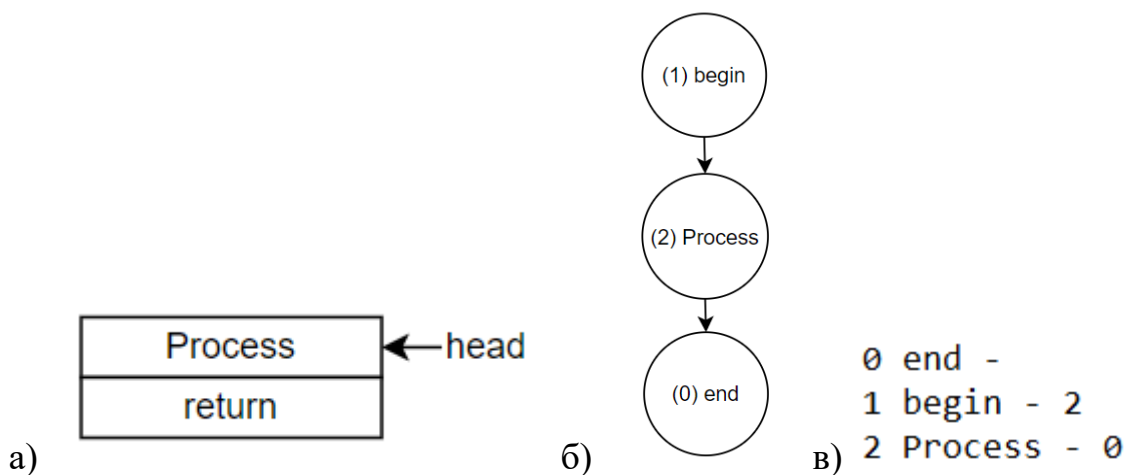 а)
Process
head
return
б)
(1) begin
(2) Process
(0) end
в)
0 end -
1 begin - 2
2 Process - 0